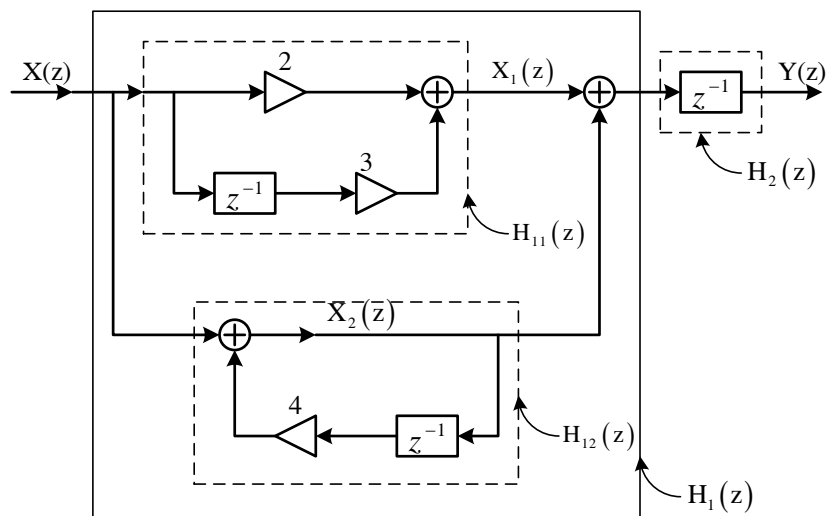 X(z)
2
X₁(z)
Y(z)
z⁻¹
H₂(z)
3
z⁻¹
H₁₁(z)
X₂(z)
4
z⁻¹
H₁₂(z)
H₁(z)